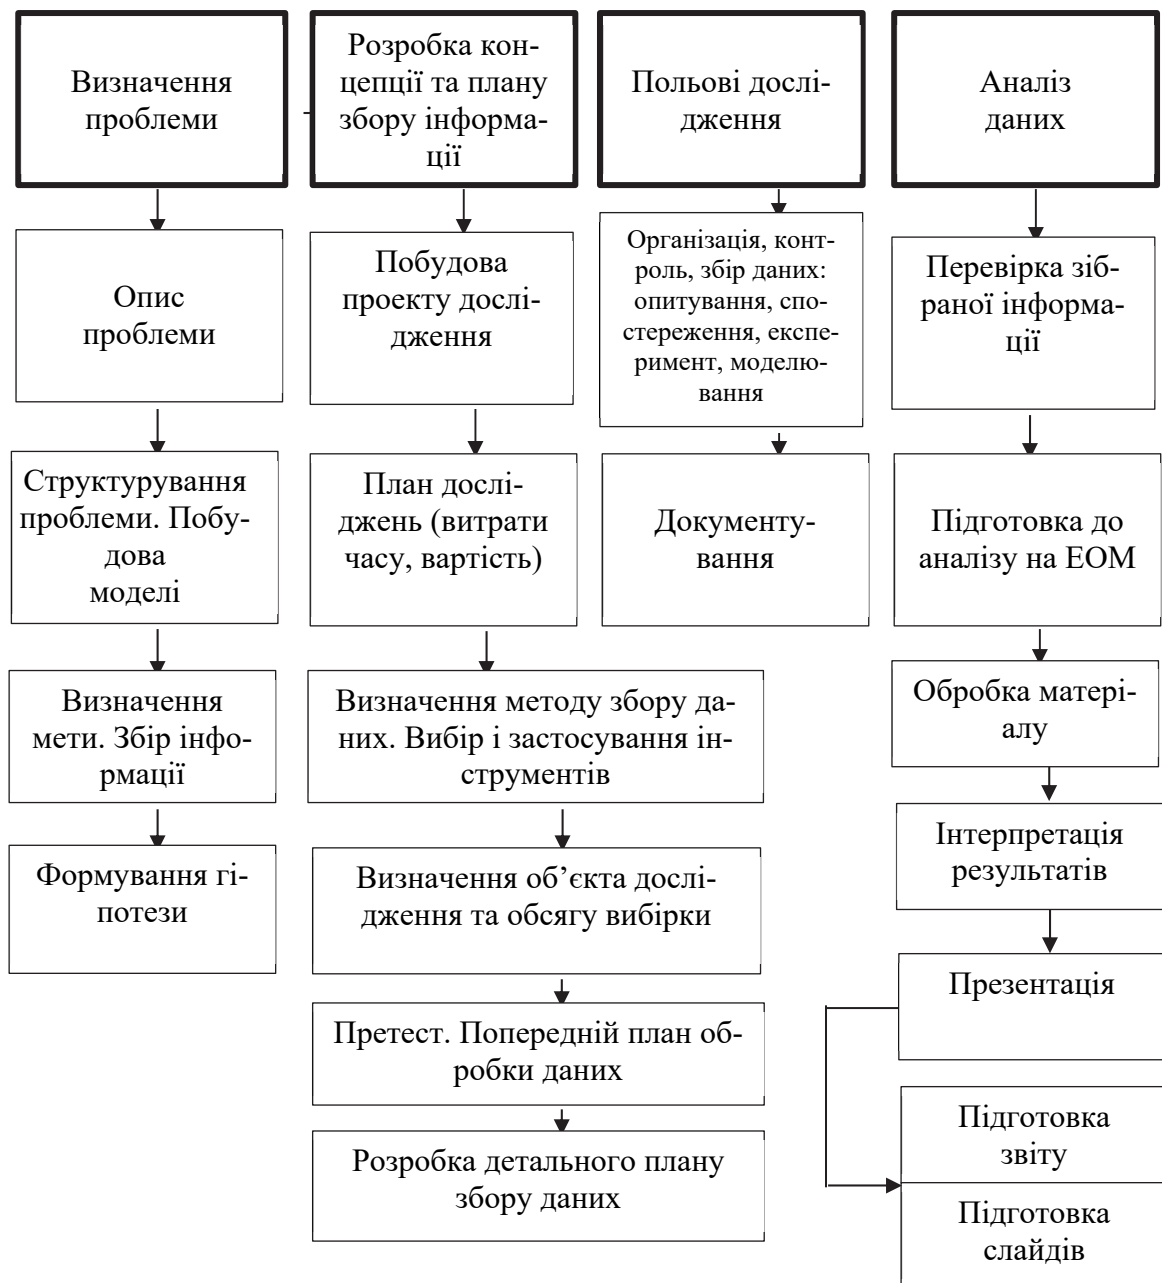 Визначення
проблеми
Розробка кон-
цепції та плану
збору інформа-
ції
Польові дослі-
дження
Аналіз
даних
Опис
проблеми
Побудова
проекту дослі-
дження
Організація, конт-
роль, збір даних:
опитування, спо-
стереження, експе-
римент, моделю-
вання
Перевірка зіб-
раної інформа-
ції
Структурування
проблеми. Побу-
дова
моделі
План дослі-
джень (витрати
часу, вартість)
Документу-
вання
Підготовка до
аналізу на ЕОМ
Визначення
мети. Збір інфо-
рмації
Визначення методу збору да-
них. Вибір і застосування ін-
струментів
Обробка матері-
алу
Формування гі-
потези
Визначення об’єкта дослі-
дження та обсягу вибірки
Інтерпретація
результатів
Презентація
Претест. Попередній план об-
робки даних
Розробка детального плану
збору даних
Підготовка
звіту
Підготовка
слайдів